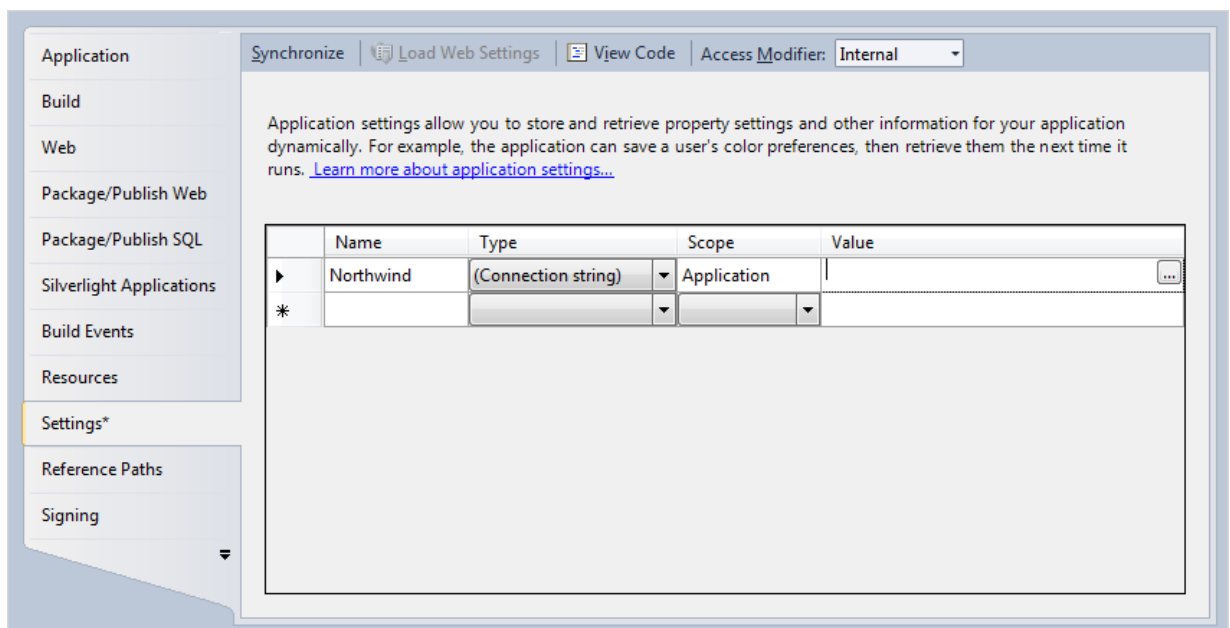 Synchronize Load Web Settings View Code Access Modifier: Internal
Application
Build
Web
Package/Publish Web
Package/Publish SQL
Silverlight Applications
Build Events
Resources
Settings*
Reference Paths
Signing
Application settings allow you to store and retrieve property settings and other information for your application
dynamically. For example, the application can save a user's color preferences, then retrieve them the next time it
runs. Learn more about application settings...
Name Type Scope Value
Northwind (Connection string) Application ...